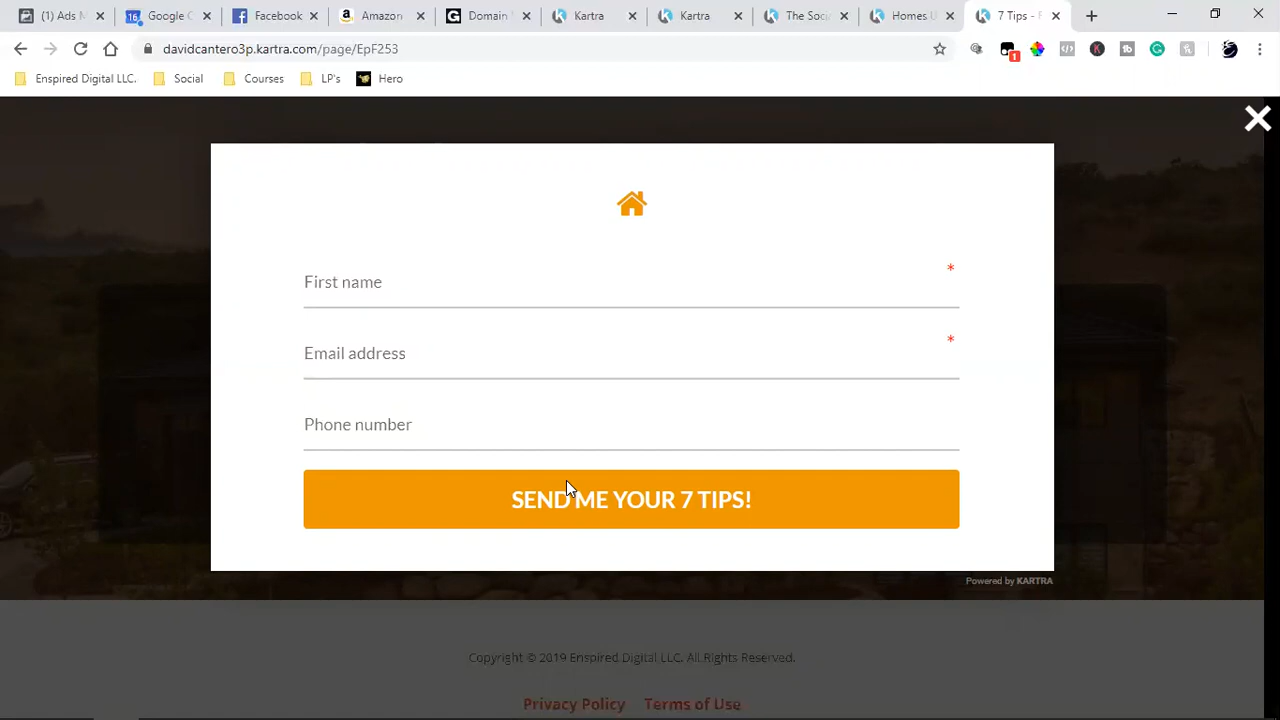 (1) Ads M
16 Google
Facebook
Amazon
G Domain
Kartra
Kartra
The Soc
Homes U
7 Tips - F
davidcantero3p.kartra.com/page/EpF253
1
Enspired Digital LLC.
Social
Courses
LP's
Hero
First name *
Email address *
Phone number
SEND ME YOUR 7 TIPS!
Powered by KARTRA
Copyright © 2019 Enspired Digital LLC. All Rights Reserved.
Privacy Policy Terms of Use